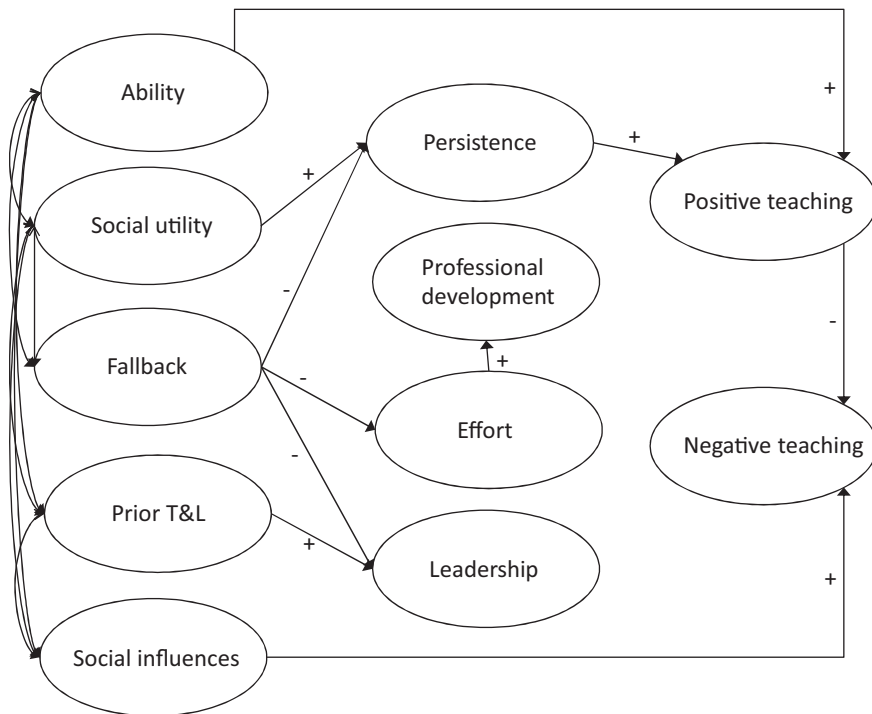 Ability
+
Persistence
+
+
Positive teaching
Social utility
Professional
development
-
-
Fallback
-
+
Effort
Negative teaching
-
Prior T&L
+
Leadership
+
Social influences